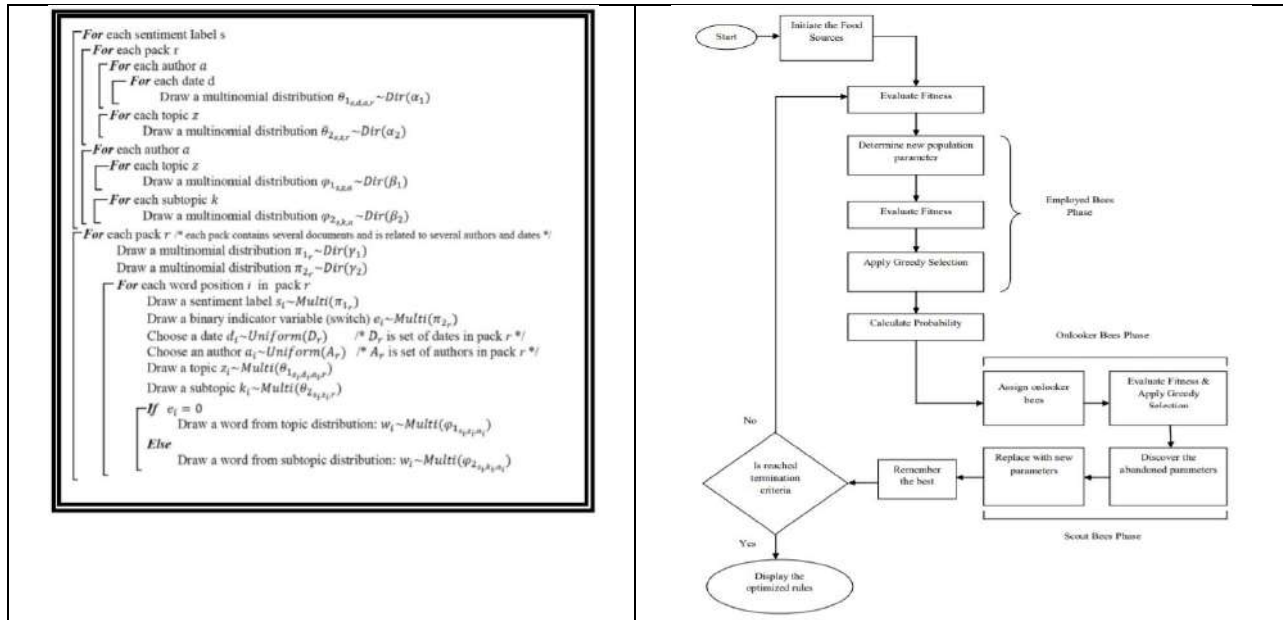 For each sentiment label s
For each pack r
For each author a
For each date d
Draw a multinomial distribution θ₁ₛ,d,a,r ~Dir(α₁)
For each topic z
Draw a multinomial distribution θ₂ₛ,z,r ~Dir(α₂)
For each author a
For each topic z
Draw a multinomial distribution φ₁ₛ,z,a ~Dir(β₁)
For each subtopic k
Draw a multinomial distribution φ₂ₛ,k,a ~Dir(β₂)
For each pack r /* each pack contains several documents and is related to several authors and dates */
Draw a multinomial distribution π₁ᵣ ~Dir(γ₁)
Draw a multinomial distribution π₂ᵣ ~Dir(γ₂)
For each word position i in pack r
Draw a sentiment label sᵢ~Multi(π₁ᵣ)
Draw a binary indicator variable (switch) eᵢ~Multi(π₂ᵣ)
Choose a date dᵢ~Uniform(Dᵣ) /* Dᵣ is set of dates in pack r */
Choose an author aᵢ~Uniform(Aᵣ) /* Aᵣ is set of authors in pack r */
Draw a topic zᵢ~Multi(θ₁ₛᵢ,dᵢ,aᵢ,r)
Draw a subtopic kᵢ~Multi(θ₂ₛᵢ,zᵢ,r)
If eᵢ = 0
Draw a word from topic distribution: wᵢ~Multi(φ₁ₛᵢ,zᵢ,aᵢ)
Else
Draw a word from subtopic distribution: wᵢ~Multi(φ₂ₛᵢ,kᵢ,aᵢ)
Start
Initiate the Food
Sources
Evaluate Fitness
Determine new population
parameter
Evaluate Fitness
Apply Greedy Selection
Employed Bees
Phase
Calculate Probability
Onlooker Bees Phase
Assign onlooker
bees
Evaluate Fitness &
Apply Greedy
Selection
No
Is reached
termination
criteria
Remember
the best
Replace with new
parameters
Discover the
abandoned parameters
Scout Bees Phase
Yes
Display the
optimized rules